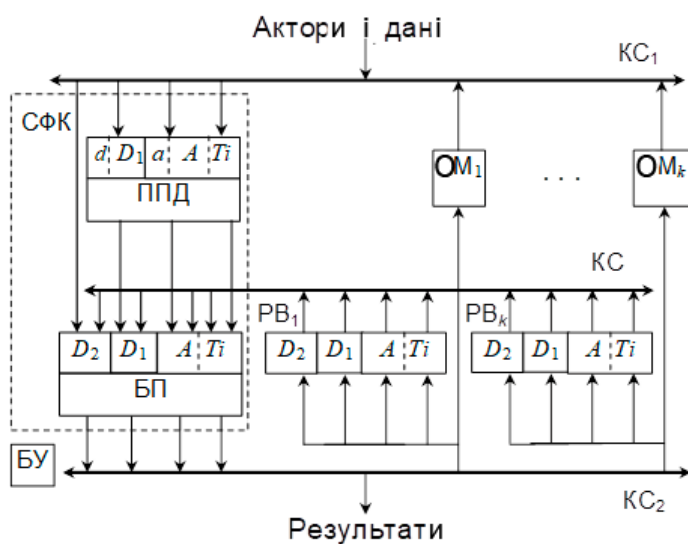 Актори і дані
КС₁
СФК
d D₁ a A Ti
ППД
ОМ₁ . . . ОМₖ
КС
РВ₁ РВₖ
D₂ D₁ A Ti D₂ D₁ A Ti D₂ D₁ A Ti
БП
БУ
КС₂
Результати